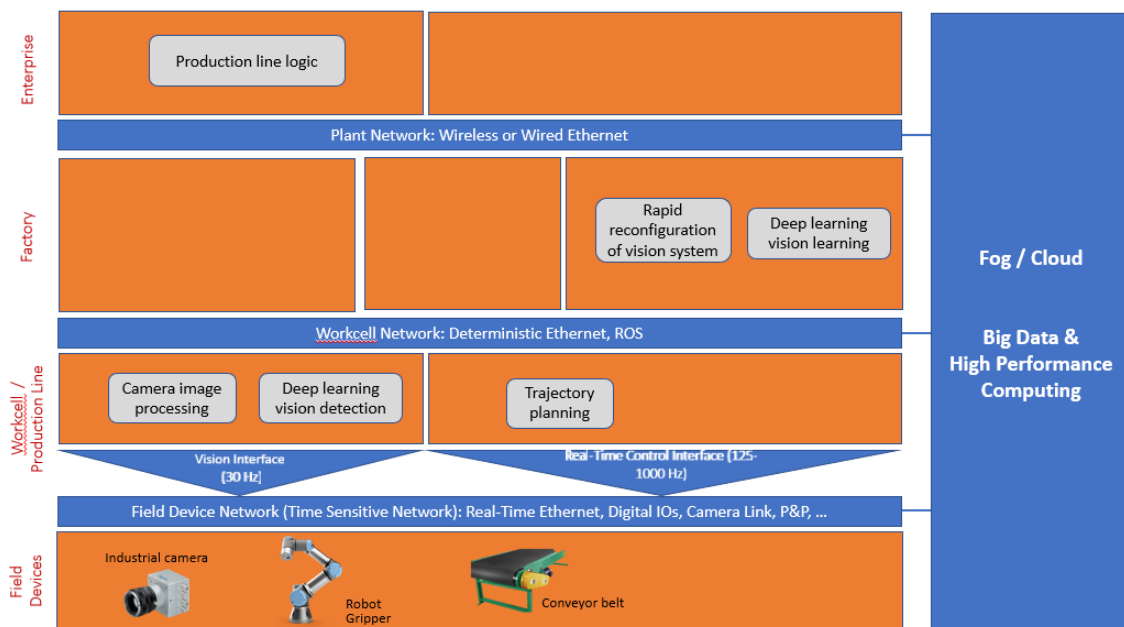 Enterprise
Production line logic
Plant Network: Wireless or Wired Ethernet
Factory
Rapid
reconfiguration
of vision system
Deep learning
vision learning
Fog / Cloud
Big Data &
High Performance
Computing
Workcell Network: Deterministic Ethernet, ROS
Workcell /
Production Line
Camera image
processing
Deep learning
vision detection
Trajectory
planning
Vision Interface
(30 Hz)
Real-Time Control Interface (125-
1000 Hz)
Field Device Network (Time Sensitive Network): Real-Time Ethernet, Digital IOs, Camera Link, P&P, ...
Field
Devices
Industrial camera
Robot
Gripper
Conveyor belt